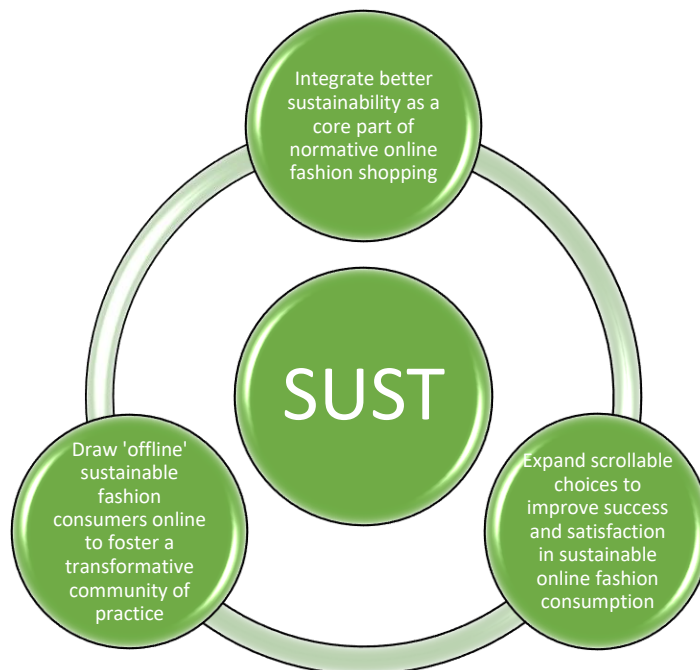 Integrate better
sustainability as a
core part of
normative online
fashion shopping
SUST
Draw 'offline'
sustainable
fashion
consumers online
to foster a
transformative
community of
practice
Expand scrollable
choices to
improve success
and satisfaction
in sustainable
online fashion
consumption